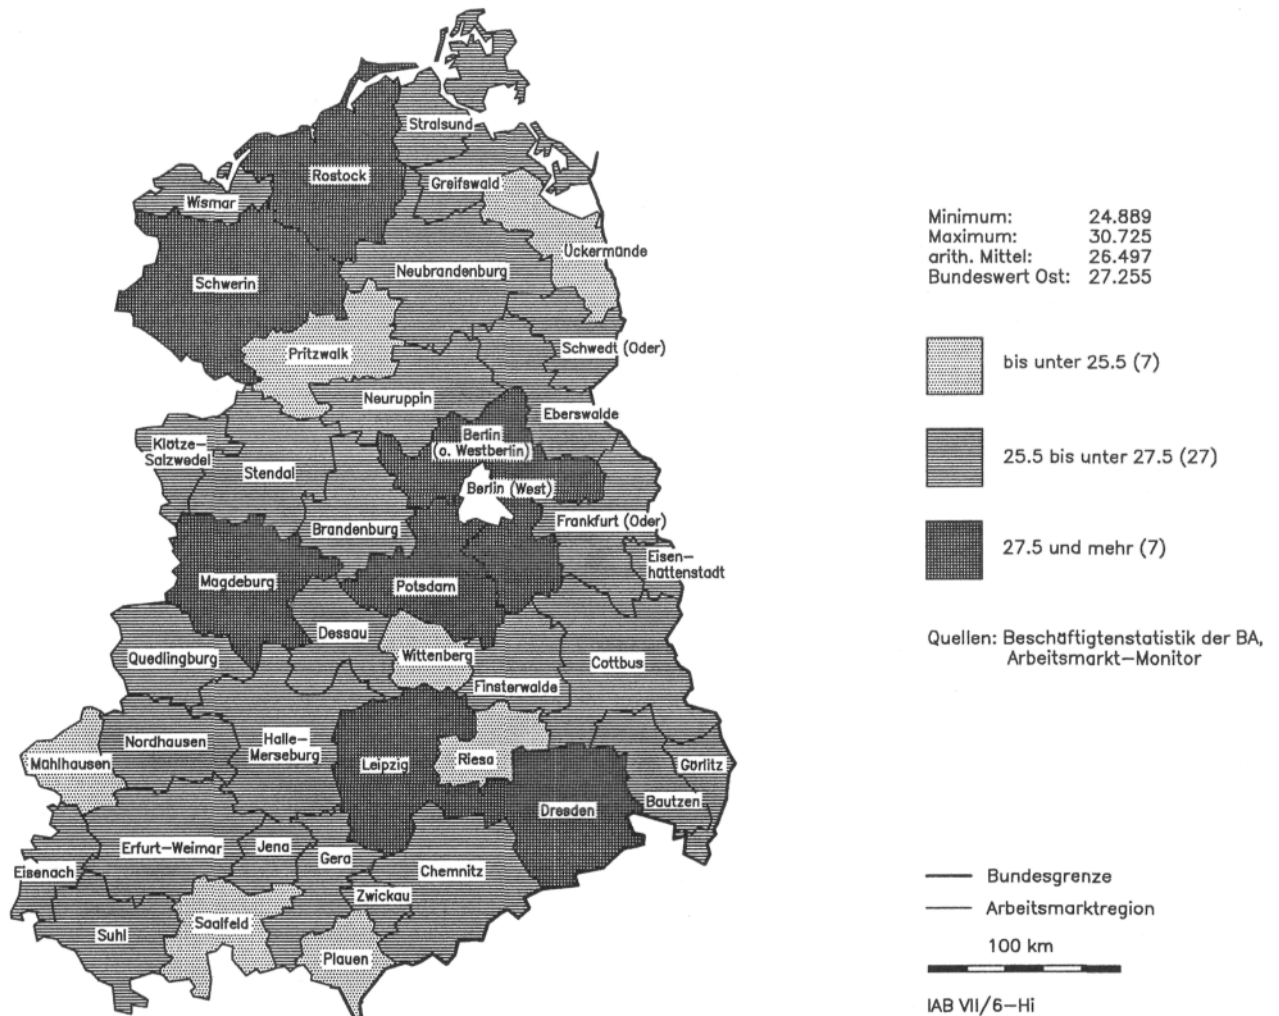 Stralsund
Rostock
Greifswald
Wismar
Ückermünde
Neubrandenburg
Schwerin
Schwedt (Oder)
Pritzwalk
Neuruppin
Eberswalde
Berlin
(o. Westberlin)
Klötze-
Salzwedel
Stendal
Berlin (West)
Brandenburg
Frankfurt (Oder)
Eisen-
hüttenstadt
Magdeburg
Potsdam
Dessau
Quedlingburg
Wittenberg
Cottbus
Finsterwalde
Nordhausen
Halle-
Merseburg
Mühlhausen
Leipzig
Riesa
Görlitz
Bautzen
Dresden
Erfurt-Weimar
Jena
Gera
Chemnitz
Eisenach
Zwickau
Saalfeld
Suhl
Plauen
Minimum: 24.889
Maximum: 30.725
arith. Mittel: 26.497
Bundeswert Ost: 27.255
bis unter 25.5 (7)
25.5 bis unter 27.5 (27)
27.5 und mehr (7)
Quellen: Beschäftigtenstatistik der BA,
Arbeitsmarkt-Monitor
Bundesgrenze
Arbeitsmarktregion
100 km
IAB VII/6-Hi